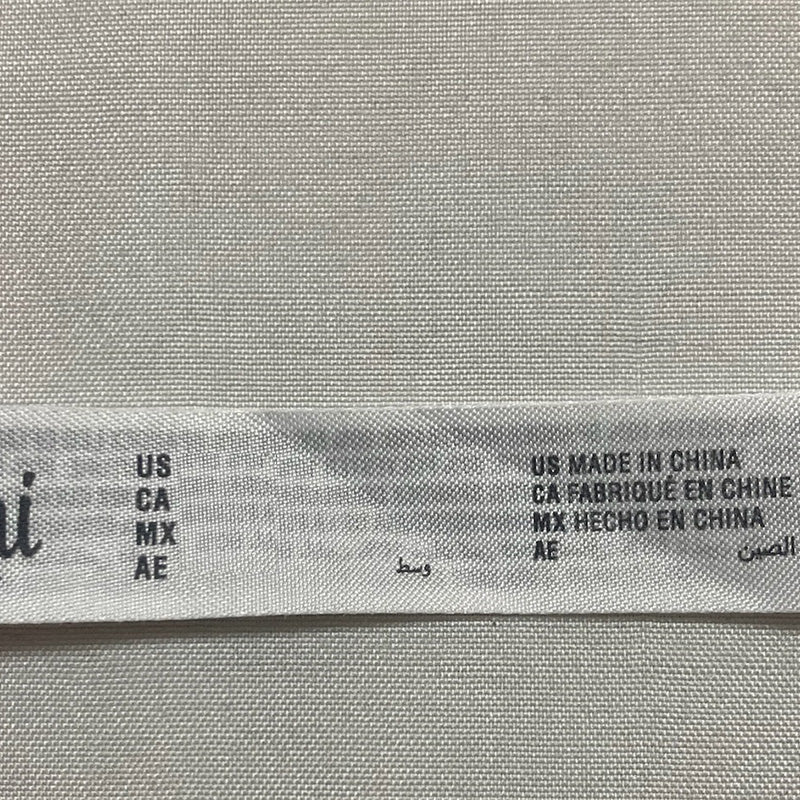 US
CA
MX
AE وسط
US MADE IN CHINA
CA FABRIQUÉ EN CHINE
MX HECHO EN CHINA
AE الصين